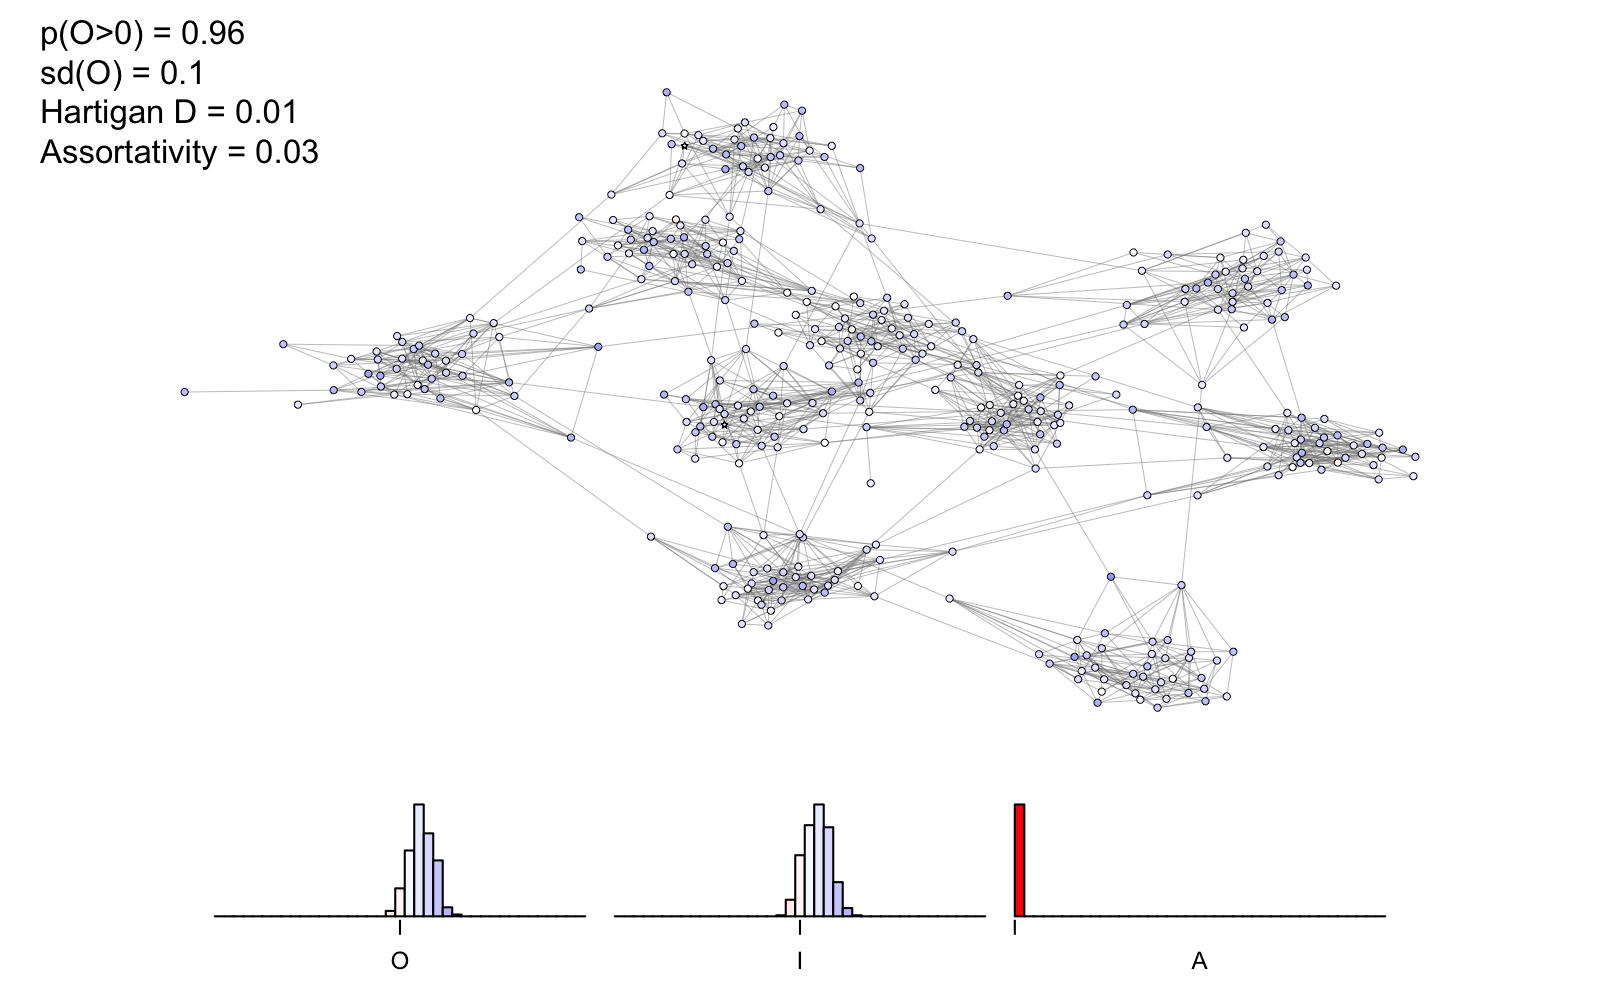 p(O>0) = 0.96
sd(O) = 0.1
Hartigan D = 0.01
Assortativity = 0.03
O
I
A